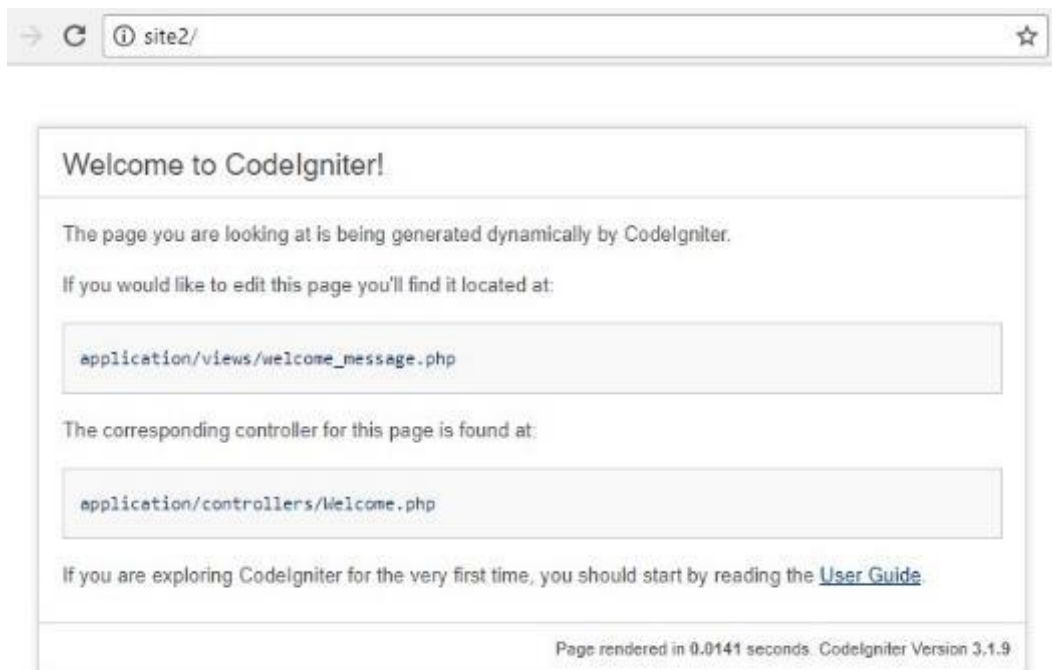 site2/
Welcome to CodeIgniter!
The page you are looking at is being generated dynamically by CodeIgniter.
If you would like to edit this page you'll find it located at:
application/views/welcome_message.php
The corresponding controller for this page is found at:
application/controllers/Welcome.php
If you are exploring CodeIgniter for the very first time, you should start by reading the User Guide.
Page rendered in 0.0141 seconds. CodeIgniter Version 3.1.9